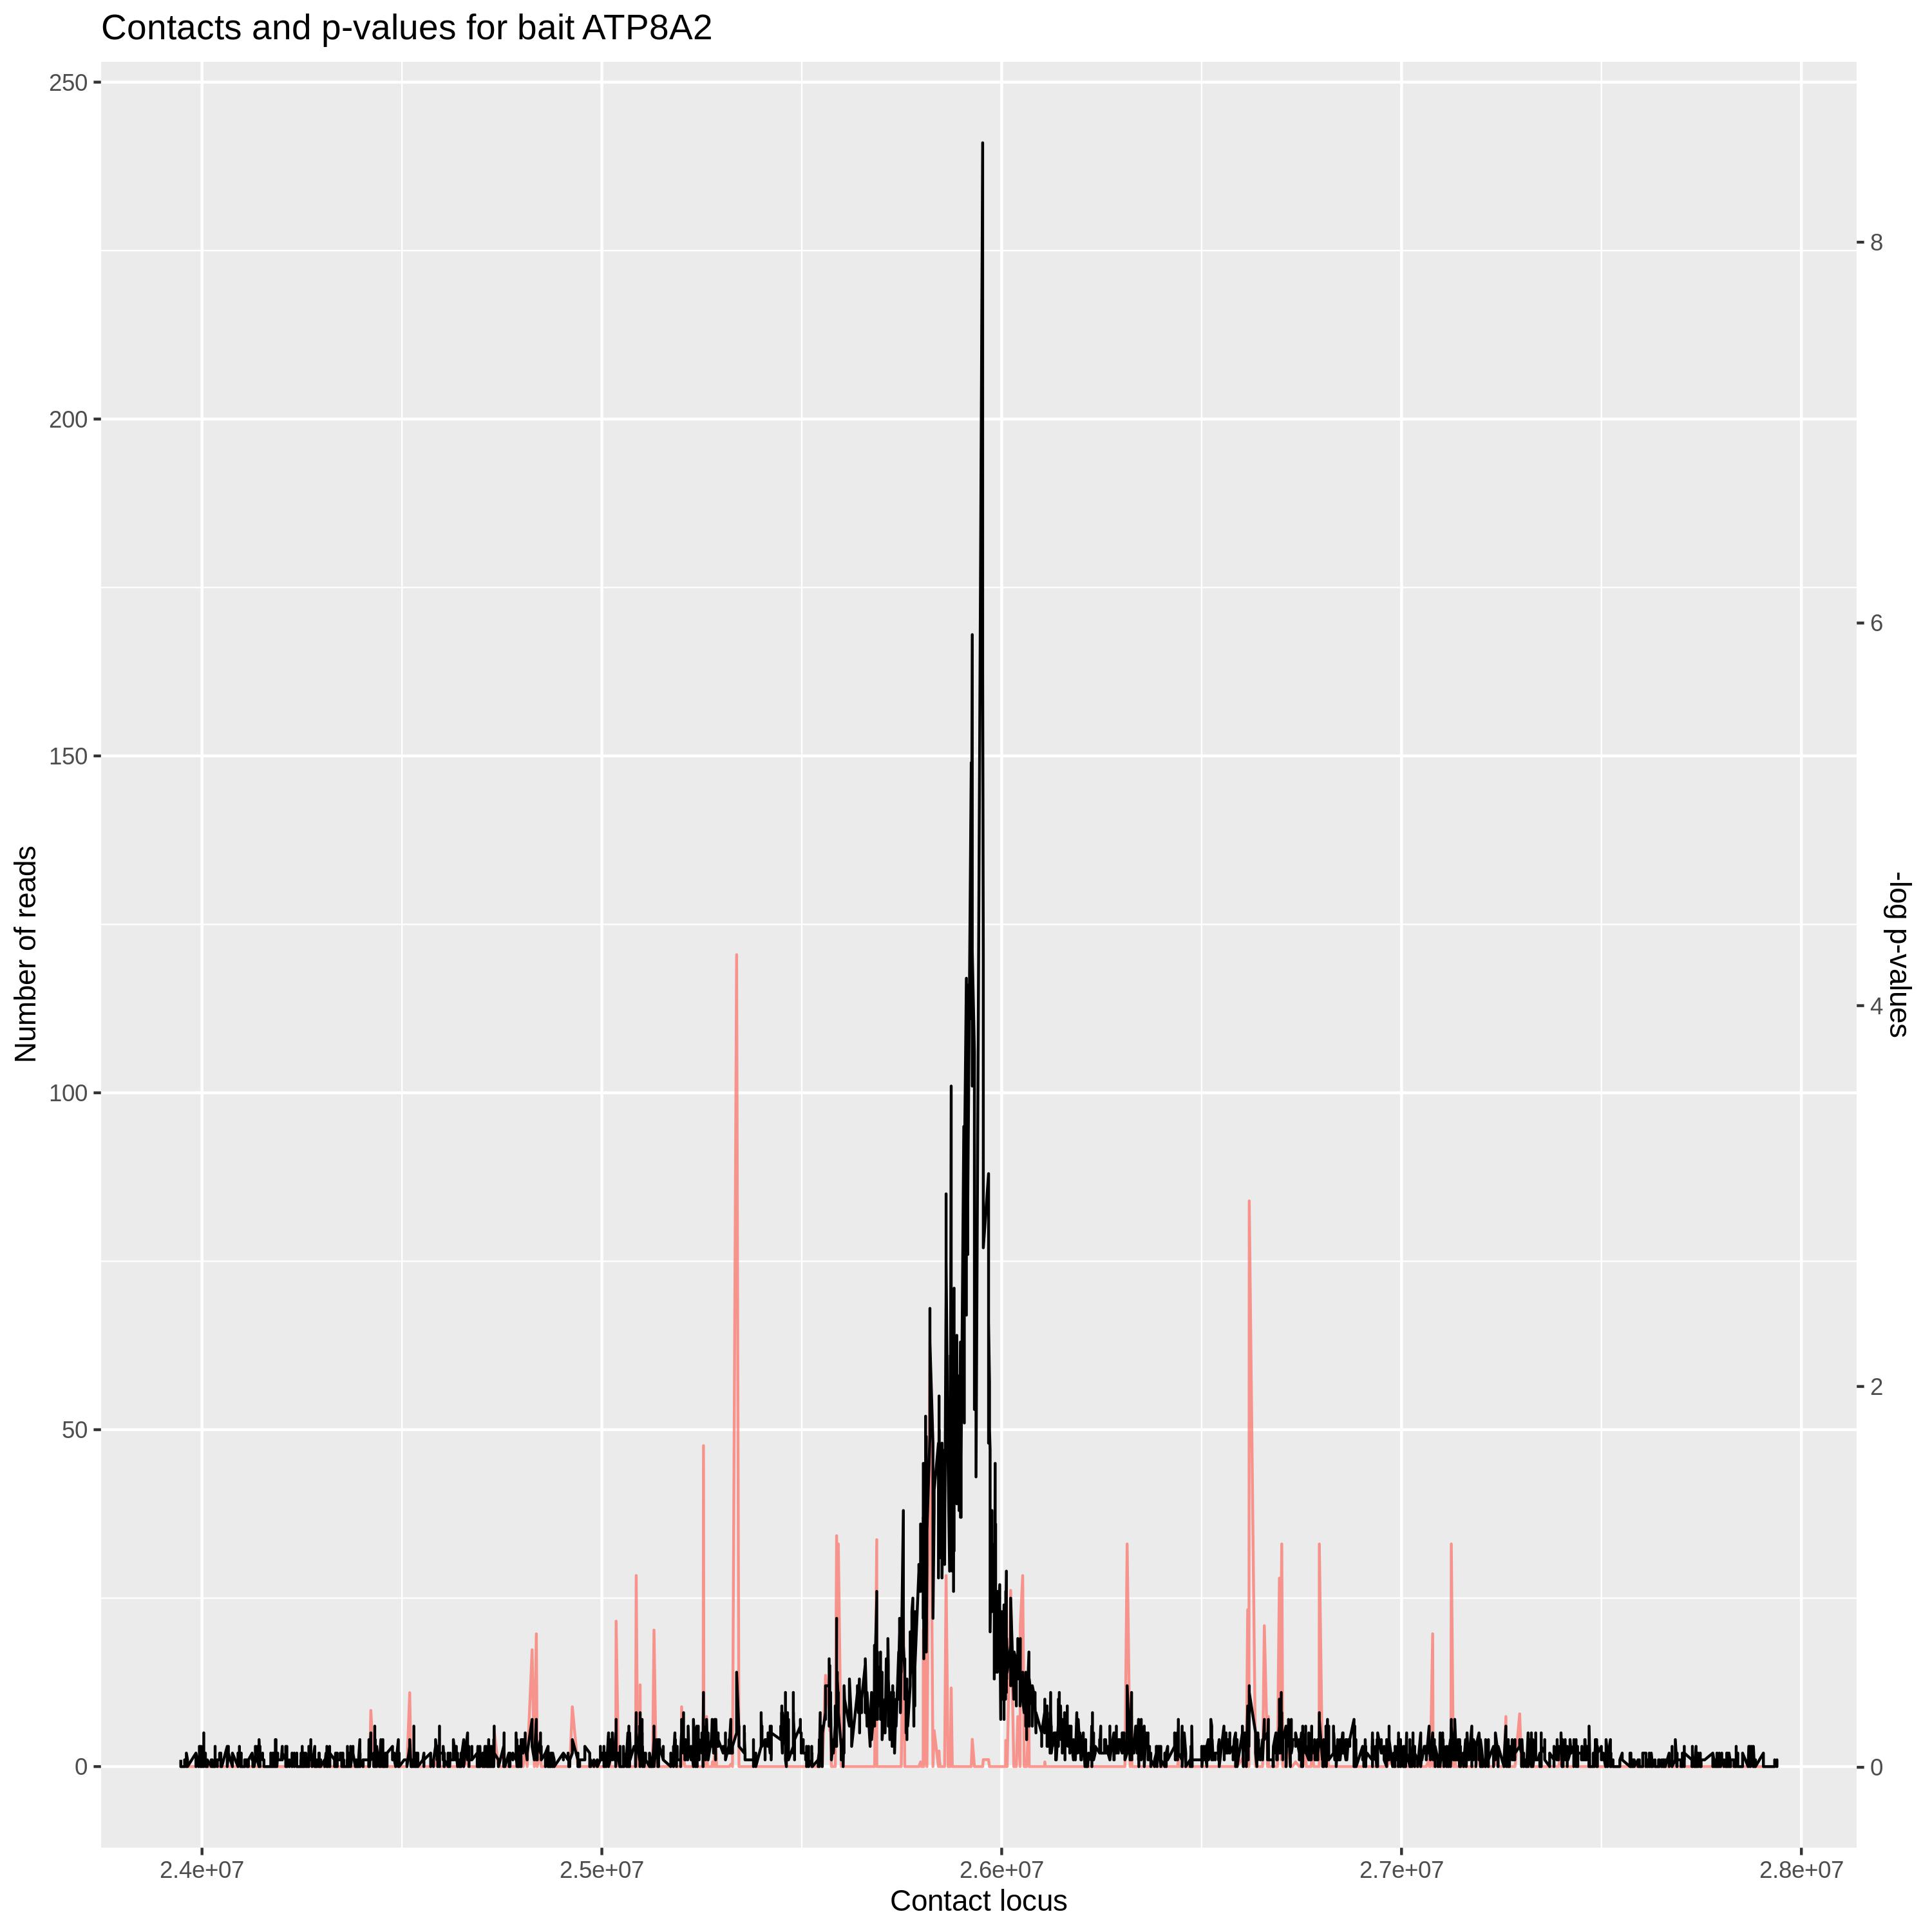 Contacts and p-values for bait ATP8A2
250
200
150
100
50
0
Number of reads
8
6
4
2
0
-log p-values
2.4e+07 2.5e+07 2.6e+07 2.7e+07 2.8e+07
Contact locus